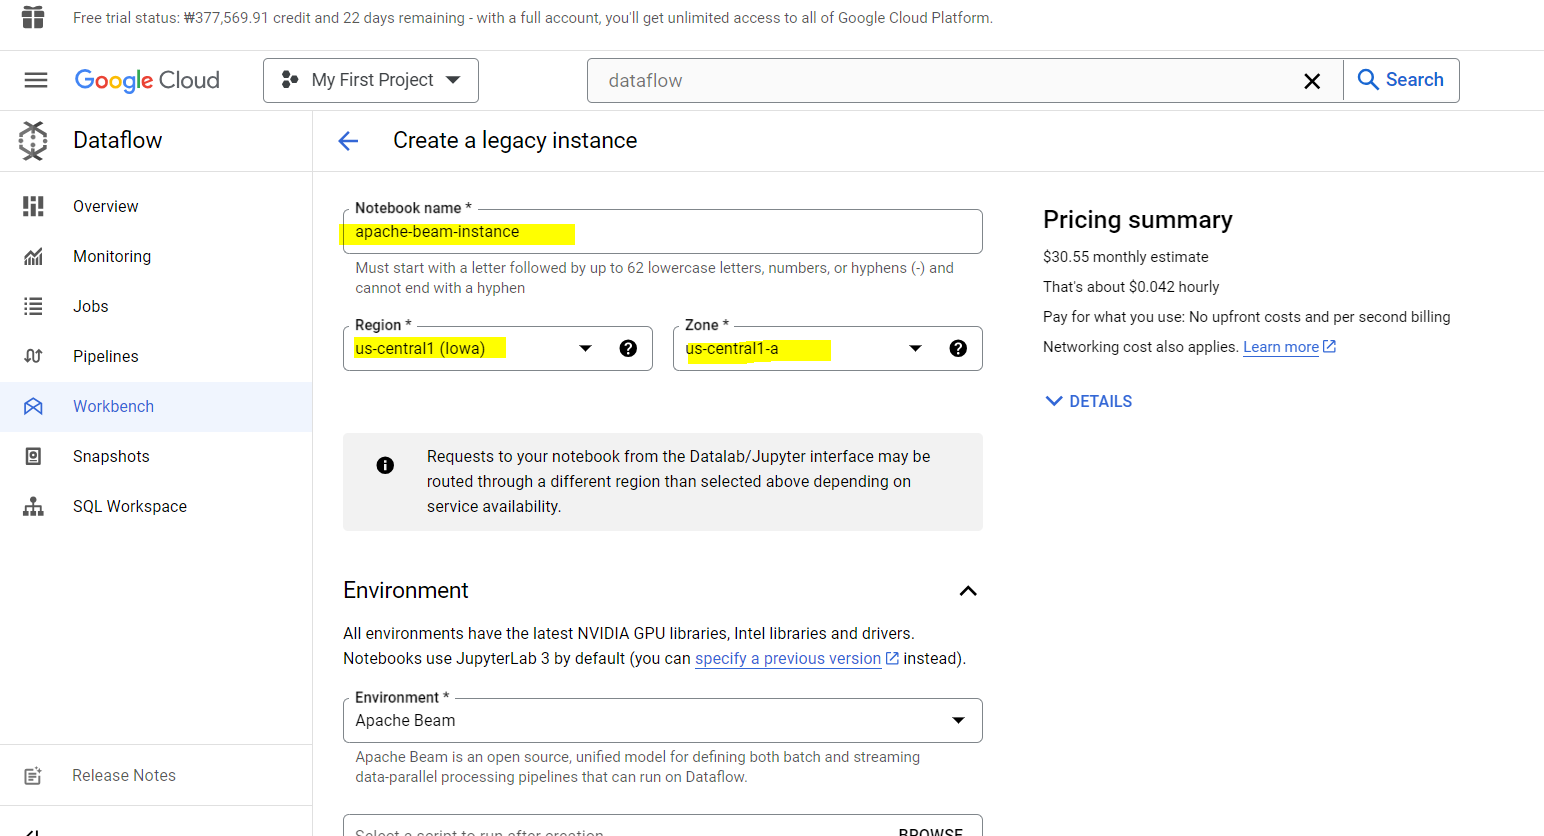 Free trial status: ₩377,569.91 credit and 22 days remaining - with a full account, you'll get unlimited access to all of Google Cloud Platform.
Google Cloud
My First Project
dataflow
Search
Dataflow
Create a legacy instance
Overview
Monitoring
Jobs
Pipelines
Workbench
Snapshots
SQL Workspace
Release Notes
Notebook name *
apache-beam-instance
Must start with a letter followed by up to 62 lowercase letters, numbers, or hyphens (-) and
cannot end with a hyphen
Region *
us-central1 (Iowa)
Zone *
us-central1-a
Requests to your notebook from the Datalab/Jupyter interface may be
routed through a different region than selected above depending on
service availability.
Environment
All environments have the latest NVIDIA GPU libraries, Intel libraries and drivers.
Notebooks use JupyterLab 3 by default (you can specify a previous version instead).
Environment *
Apache Beam
Apache Beam is an open source, unified model for defining both batch and streaming
data-parallel processing pipelines that can run on Dataflow.
Select a script to run after creation
BROWSE
Pricing summary
$30.55 monthly estimate
That's about $0.042 hourly
Pay for what you use: No upfront costs and per second billing
Networking cost also applies. Learn more
DETAILS